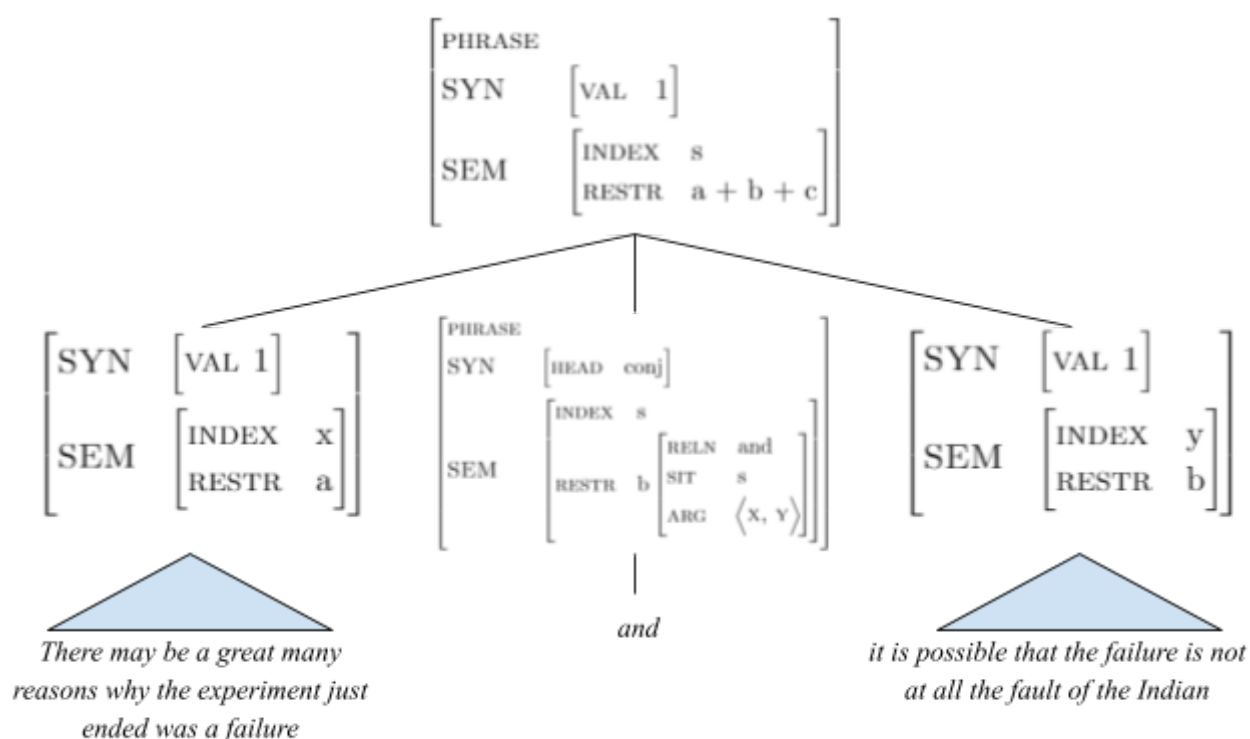 PHRASE
SYN [VAL 1]
SEM [INDEX s
RESTR a + b + c]
SYN [VAL 1]
SEM [INDEX x
RESTR a]
PHRASE
SYN [HEAD conj]
SEM [INDEX s
RESTR b [RELN and
SIT s
ARG ⟨X, Y⟩]]
SYN [VAL 1]
SEM [INDEX y
RESTR b]
There may be a great many
reasons why the experiment just
ended was a failure
and
it is possible that the failure is not
at all the fault of the Indian